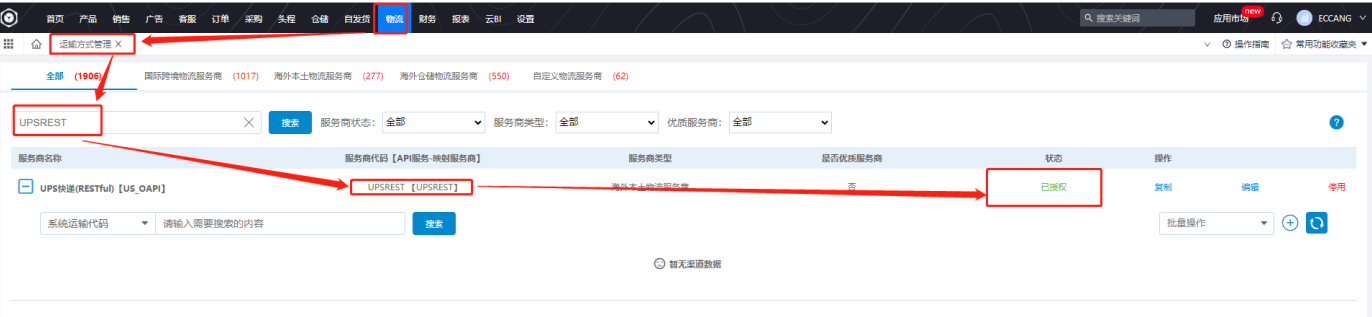 首页 产品 销售 广告 客服 订单 采购 头程 仓储 自发货 物流 财务 报表 云BI 设置 搜索关键词 应用市场 new ECCANG
运输方式管理 × 操作指南 常用功能收藏夹
全部 (1906) 国际跨境物流服务商 (1017) 海外本土物流服务商 (277) 海外仓储物流服务商 (550) 自定义物流服务商 (62)
UPSREST 搜索 服务商状态: 全部 服务商类型: 全部 优质服务商: 全部 ?
服务商名称 服务商代码【API服务-映射服务商】 服务商类型 是否优质服务商 状态 操作
UPS快递(RESTful)【US_OAPI】 UPSREST【UPSREST】 海外本土物流服务商 否 已授权 复制 编辑 停用
系统运输代码 请输入需要搜索的内容 搜索 批量操作
暂无渠道数据